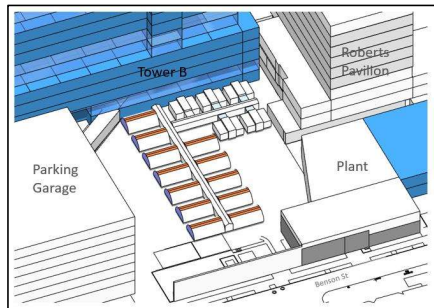 Tower B
Roberts
Pavilion
Parking
Garage
Plant
Benson St